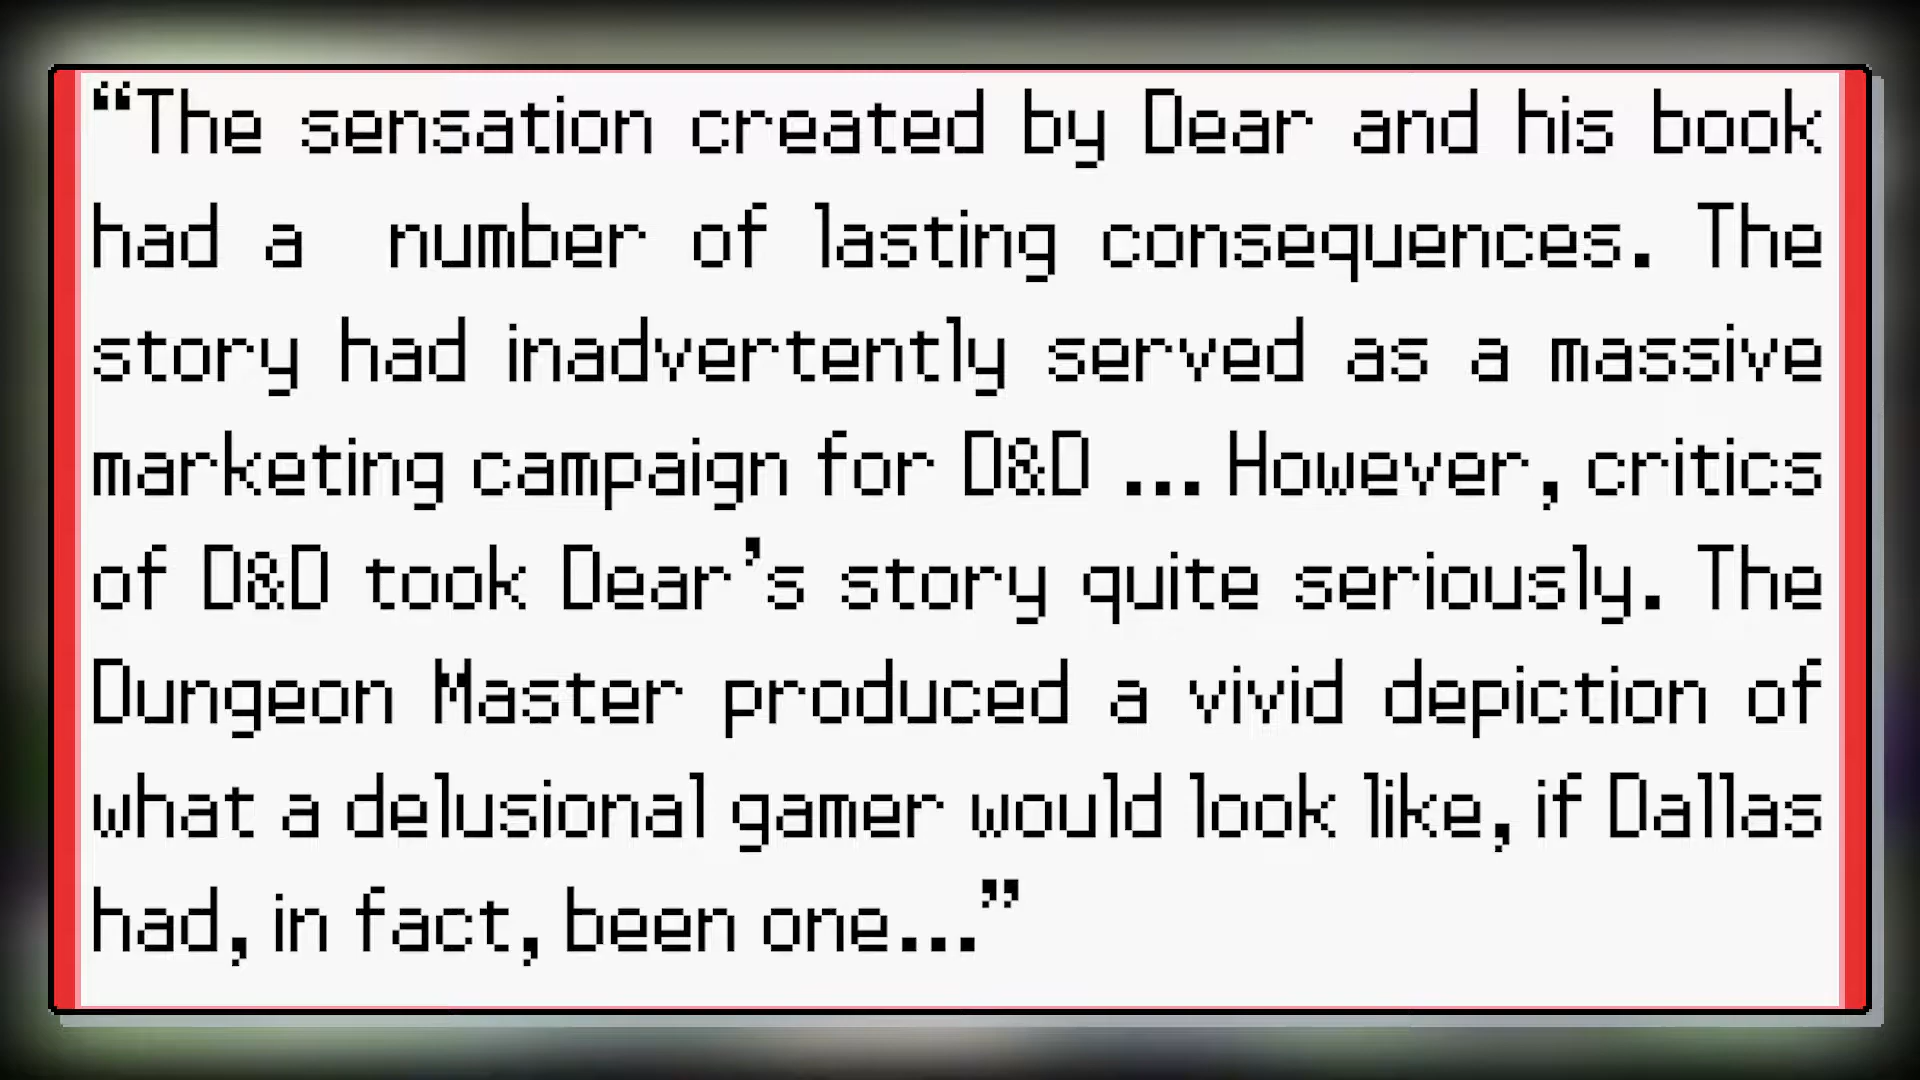 “The sensation created by Dear and his book
had a number of lasting consequences. The
story had inadvertently served as a massive
marketing campaign for D&D ... However, critics
of D&D took Dear’s story quite seriously. The
Dungeon Master produced a vivid depiction of
what a delusional gamer would look like, if Dallas
had, in fact, been one...”